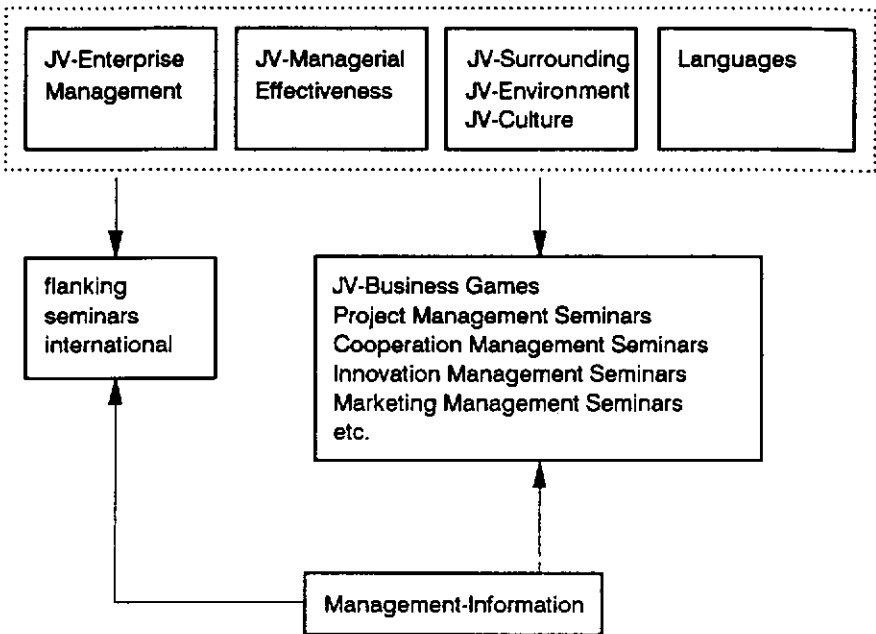 JV-Enterprise
Management
JV-Managerial
Effectiveness
JV-Surrounding
JV-Environment
JV-Culture
Languages
flanking
seminars
international
JV-Business Games
Project Management Seminars
Cooperation Management Seminars
Innovation Management Seminars
Marketing Management Seminars
etc.
Management-Information